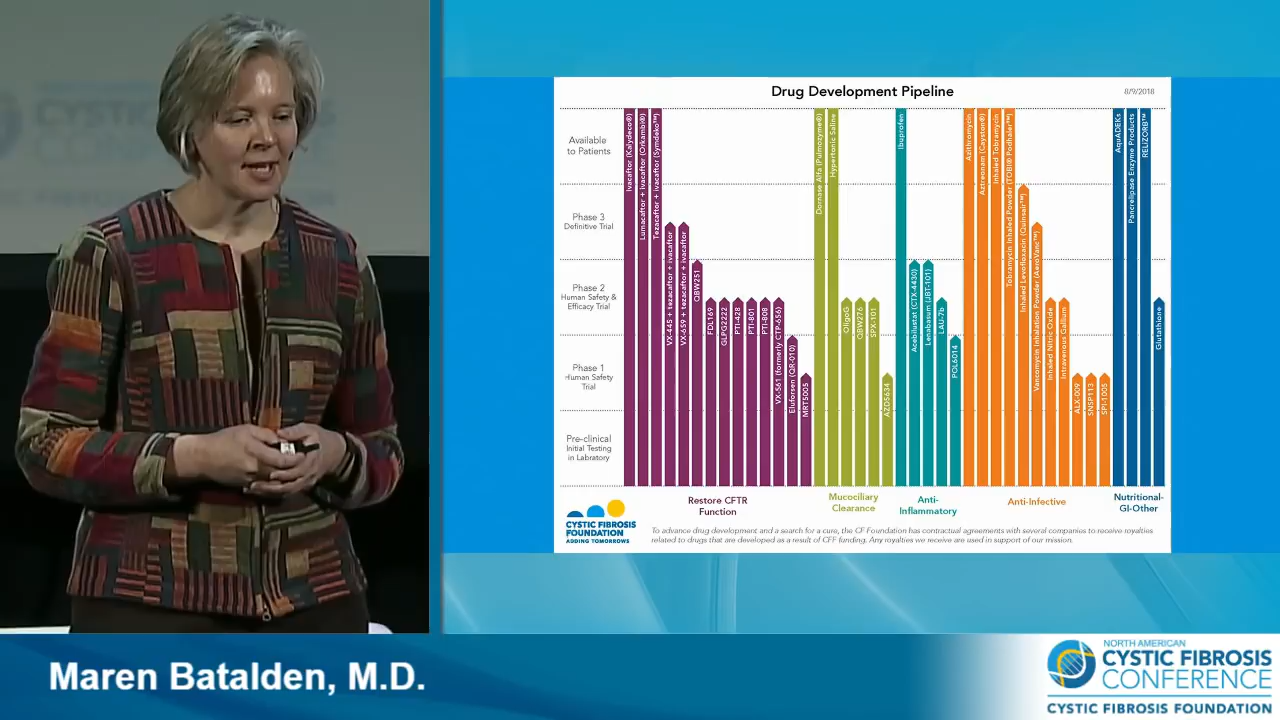 Drug Development Pipeline
8/9/2018
Available
to Patients
Phase 3
Definitive Trial
Phase 2
Human Safety &
Efficacy Trial
Phase 1
Human Safety
Trial
Pre-clinical
Initial Testing
in Labratory
Ivacaftor (Kalydeco®)
Lumacaftor + ivacaftor (Orkambi®)
Tezacaftor + ivacaftor (Symdeko™)
VX-445 + tezacaftor + ivacaftor
VX-659 + tezacaftor + ivacaftor
QBW251
FDL169
GLPG2222
PTI-428
PTI-801
PTI-808
VX-561 (formerly CTP-656)
Eluforsen (QR-010)
MRT5005
Dornase Alfa (Pulmozyme®)
Hypertonic Saline
OligoG
QBW276
SPX-101
AZD5634
Ibuprofen
Acebilustat (CTX-4430)
Lenabasum (JBT-101)
LAU-7b
POL6014
Azithromycin
Aztreonam (Cayston®)
Inhaled Tobramycin
Tobramycin Inhaled Powder (TOBI® Podhaler™)
Inhaled Levofloxacin (Quinsair™)
Vancomycin Inhalation Powder (AeroVanc™)
Inhaled Nitric Oxide
Intravenous Gallium
ALX-009
SNSP113
SPI-1005
AquADEKs
Pancrelipase Enzyme Products
RELiZORB™
Glutathione
Restore CFTR
Function
Mucociliary
Clearance
Anti-
Inflammatory
Anti-Infective
Nutritional-
GI-Other
CYSTIC FIBROSIS
FOUNDATION
ADDING TOMORROWS
To advance drug development and a search for a cure, the CF Foundation has contractual agreements with several companies to receive royalties
related to drugs that are developed as a result of CFF funding. Any royalties we receive are used in support of our mission.
Maren Batalden, M.D.
NORTH AMERICAN
CYSTIC FIBROSIS
CONFERENCE
CYSTIC FIBROSIS FOUNDATION